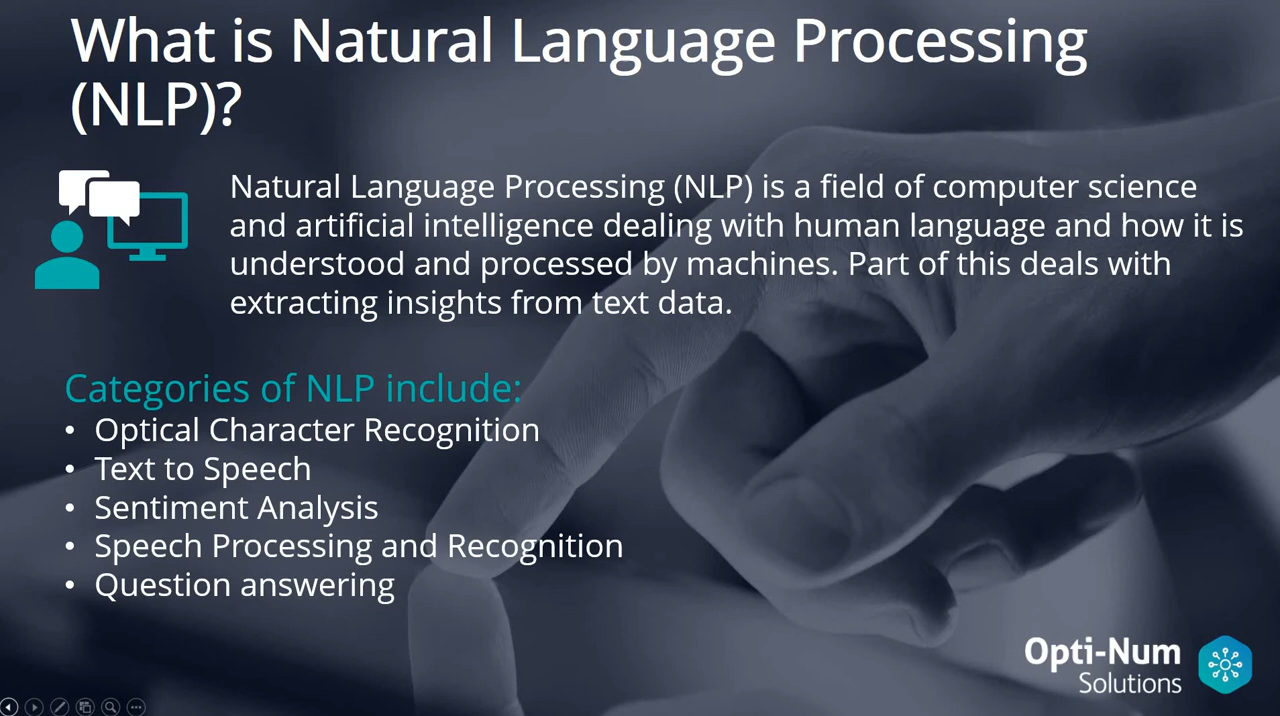 What is Natural Language Processing
(NLP)?
Natural Language Processing (NLP) is a field of computer science
and artificial intelligence dealing with human language and how it is
understood and processed by machines. Part of this deals with
extracting insights from text data.
Categories of NLP include:
• Optical Character Recognition
• Text to Speech
• Sentiment Analysis
• Speech Processing and Recognition
• Question answering
Opti-Num
Solutions